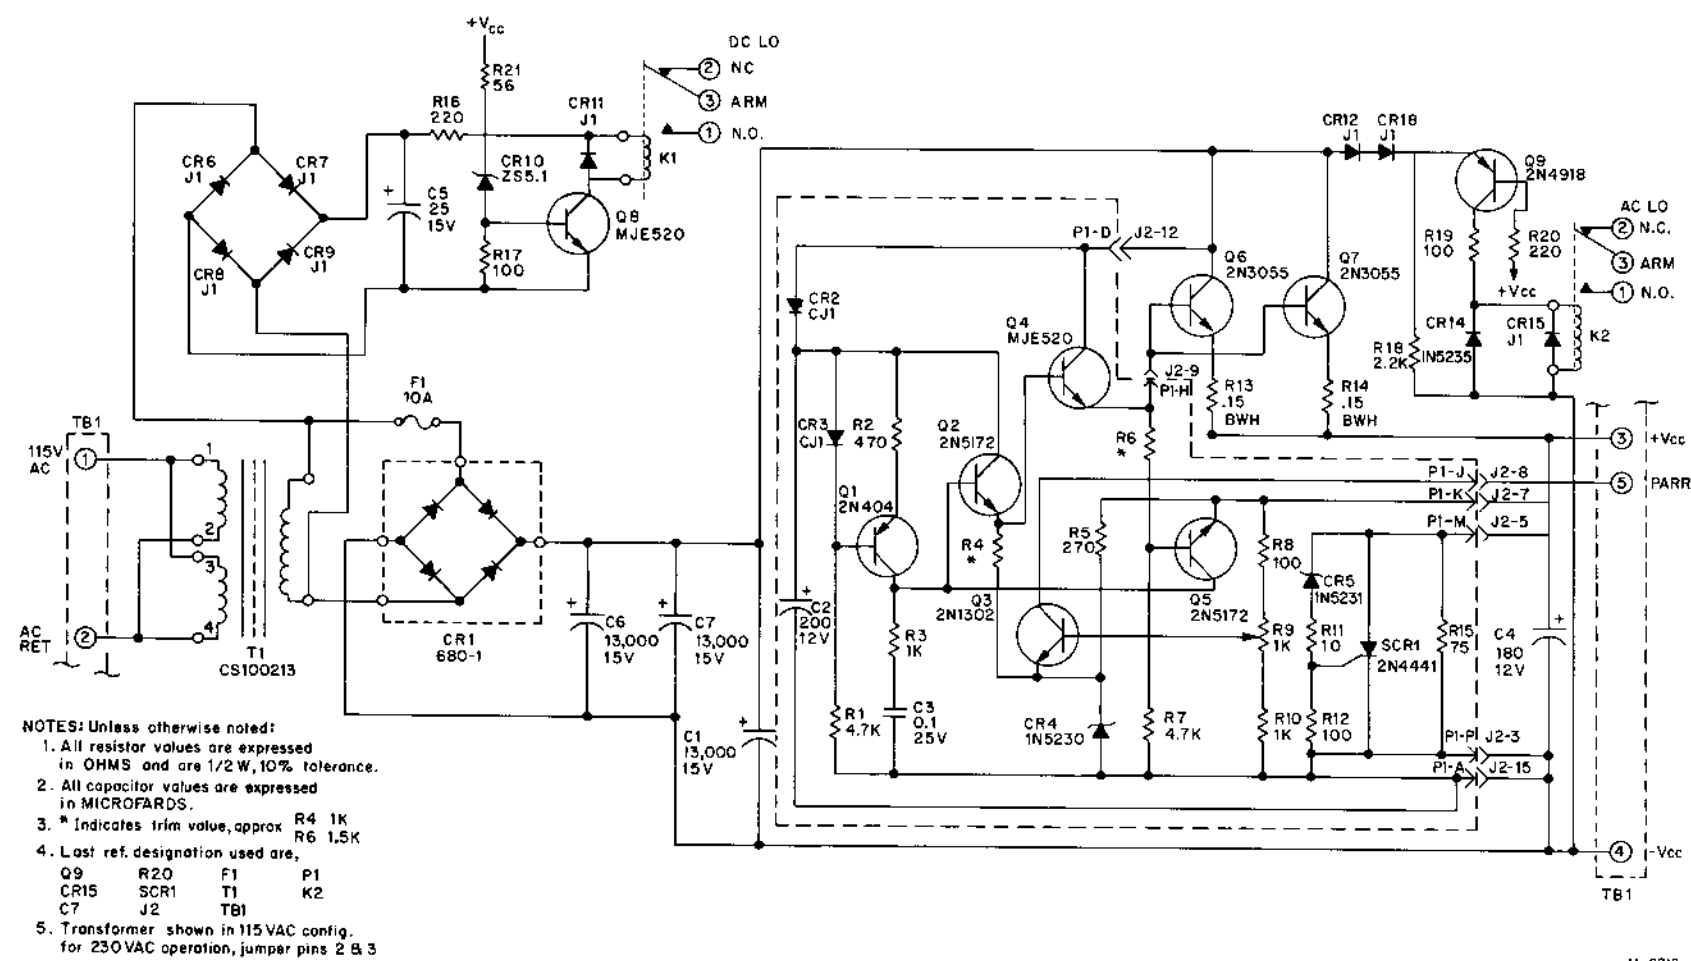 +Vcc
R21
56
DC LO
2 NC
3 ARM
1 N.O.
R16
220
CR11
J1
K1
CR6
J1
CR7
J1
CR8
J1
CR9
J1
C5
25
15V
+
CR10
ZS5.1
R17
100
Q8
MJE520
CR12
J1
CR18
J1
Q9
2N4918
AC LO
2 N.C.
3 ARM
1 N.O.
R19
100
R20
220
+Vcc
CR14
1N5235
CR15
J1
K2
R18
2.2K
P1-D
J2-12
Q6
2N3055
Q7
2N3055
CR2
CJ1
Q4
MJE520
J2-9
P1-H
R13
.15
BWH
R14
.15
BWH
F1
10A
TB1
115V
AC
1
AC
RET
2
1
2
3
4
T1
CS100213
CR1
680-1
CR3
CJ1
R2
470
Q2
2N5172
R6
*
Q1
2N404
R4
*
R5
270
Q3
2N1302
Q5
2N5172
R8
100
R9
1K
R10
1K
P1-J
J2-8
P1-K
J2-7
P1-M
J2-5
3 +Vcc
5 PARR
CR5
1N5231
R11
10
R12
100
SCR1
2N4441
R15
75
C4
180
12V
+
+
C6
13,000
15V
+
C7
13,000
15V
+
C2
200
12V
R3
1K
C3
0.1
25V
R1
4.7K
CR4
1N5230
R7
4.7K
+
C1
13,000
15V
P1-P
J2-3
P1-A
J2-15
4 -Vcc
TB1
NOTES: Unless otherwise noted:
1. All resistor values are expressed
in OHMS and are 1/2 W, 10% tolerance.
2. All capacitor values are expressed
in MICROFARDS.
3. * Indicates trim value, approx R4 1K
R6 1.5K
4. Last ref. designation used are,
Q9 R20 F1 P1
CR15 SCR1 T1 K2
C7 J2 TB1
5. Transformer shown in 115 VAC config.
for 230 VAC operation, jumper pins 2 & 3